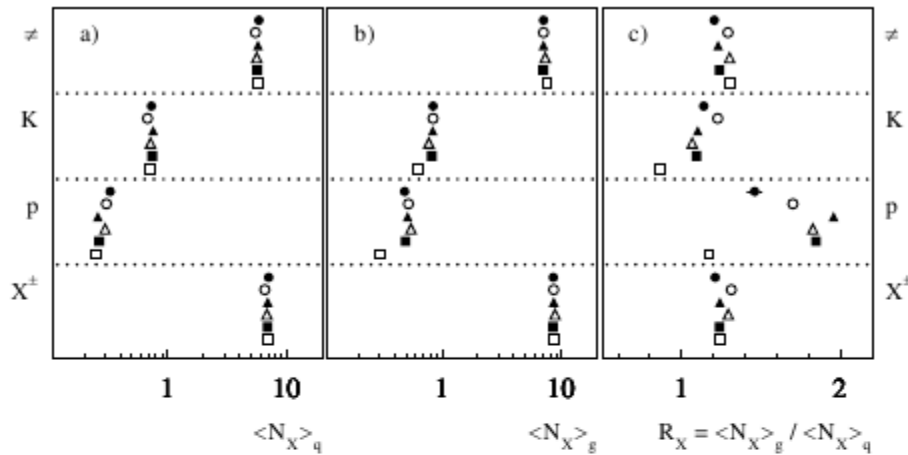 a) b) c)
≠ ≠
K K
p p
X± X±
1 10 1 10 1 2
<N_X>_q <N_X>_g R_X = <N_X>_g / <N_X>_q